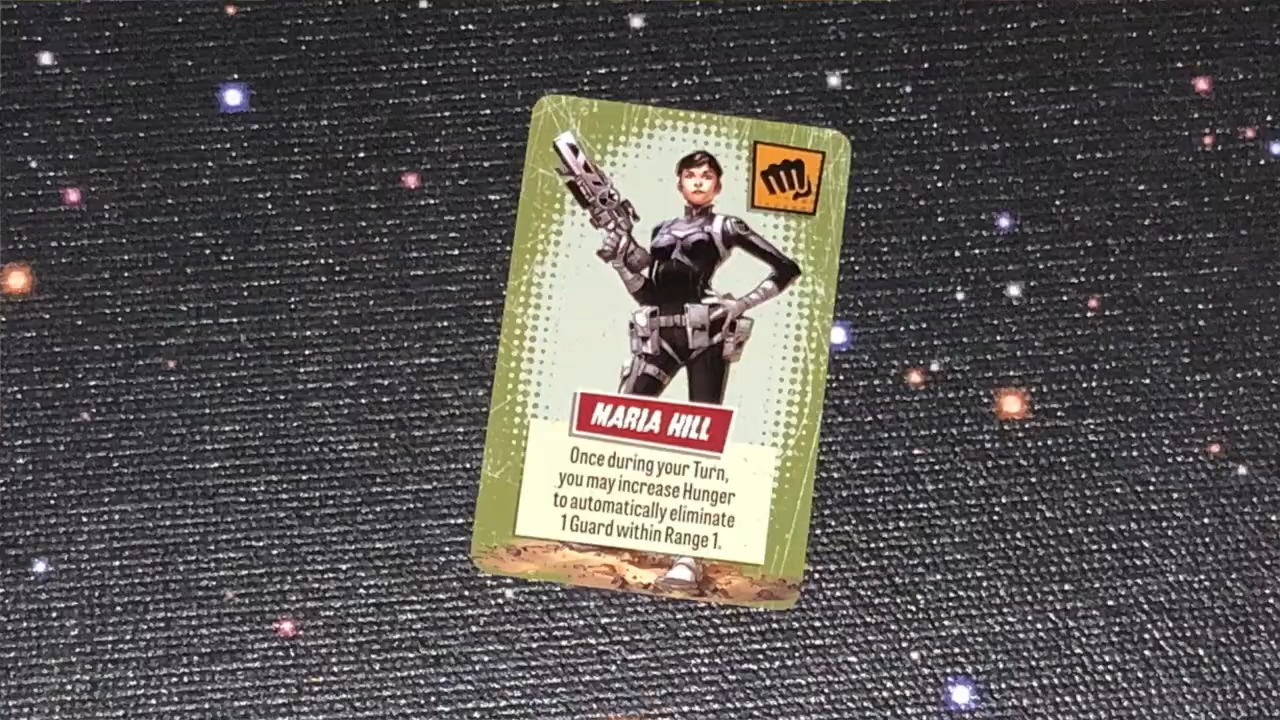 MARIA HILL
Once during your Turn,
you may increase Hunger
to automatically eliminate
1 Guard within Range 1.